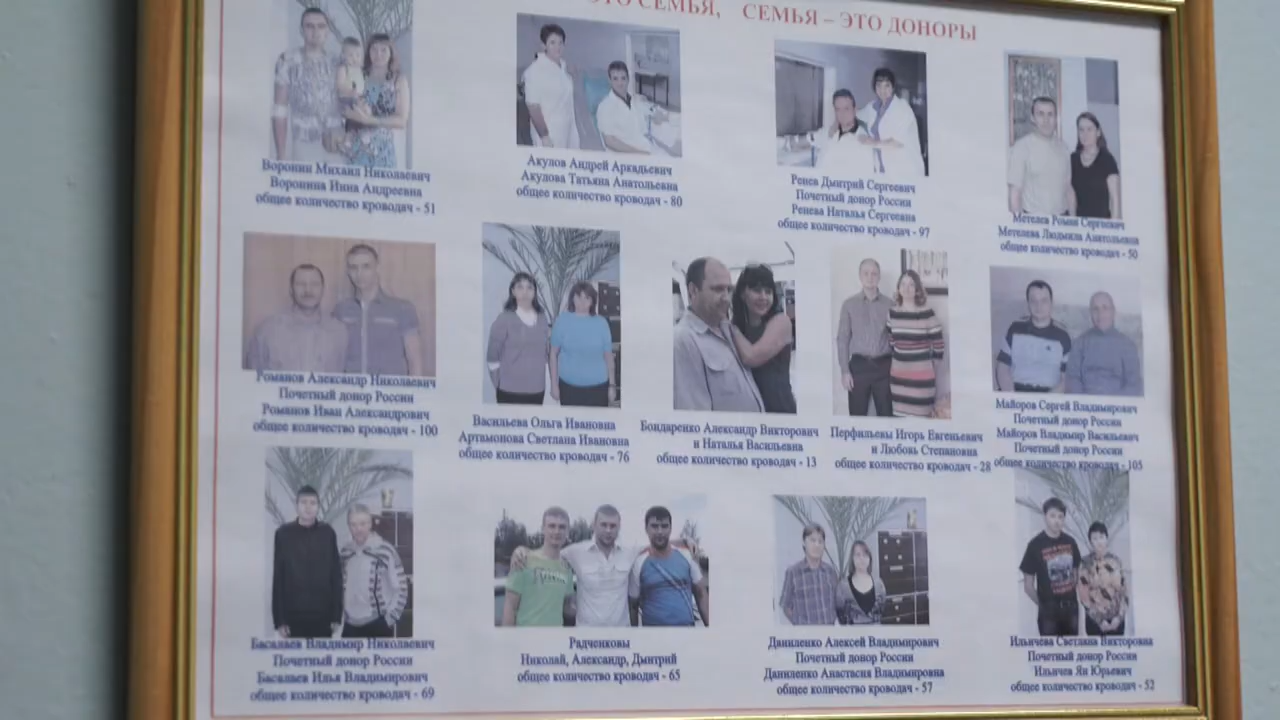 ЭТО СЕМЬЯ, СЕМЬЯ – ЭТО ДОНОРЫ
Воронин Михаил Николаевич
Воронина Инна Андреевна
общее количество кроводач - 51
Акулов Андрей Аркадьевич
Акулова Татьяна Анатольевна
общее количество кроводач - 80
Ренев Дмитрий Сергеевич
Почетный донор России
Ренева Наталья Сергеевна
общее количество кроводач - 97
Метелев Роман Сергеевич
Метелева Людмила Анатольевна
общее количество кроводач - 50
Романов Александр Николаевич
Почетный донор России
Романов Иван Александрович
общее количество кроводач - 100
Васильева Ольга Ивановна
Артамонова Светлана Ивановна
общее количество кроводач - 76
Бондаренко Александр Викторович
и Наталья Васильевна
общее количество кроводач - 13
Перфильевы Игорь Евгеньевич
и Любовь Степановна
общее количество кроводач - 28
Майоров Сергей Владимирович
Почетный донор России
Майоров Владимир Васильевич
Почетный донор России
общее количество кроводач - 105
Басалаев Владимир Николаевич
Почетный донор России
Басалаев Илья Владимирович
общее количество кроводач - 69
Радченковы
Николай, Александр, Дмитрий
общее количество кроводач - 65
Даниленко Алексей Владимирович
Почетный донор России
Даниленко Анастасия Владимировна
общее количество кроводач - 57
Ильичева Светлана Викторовна
Почетный донор России
Ильичев Ян Юрьевич
общее количество кроводач - 52